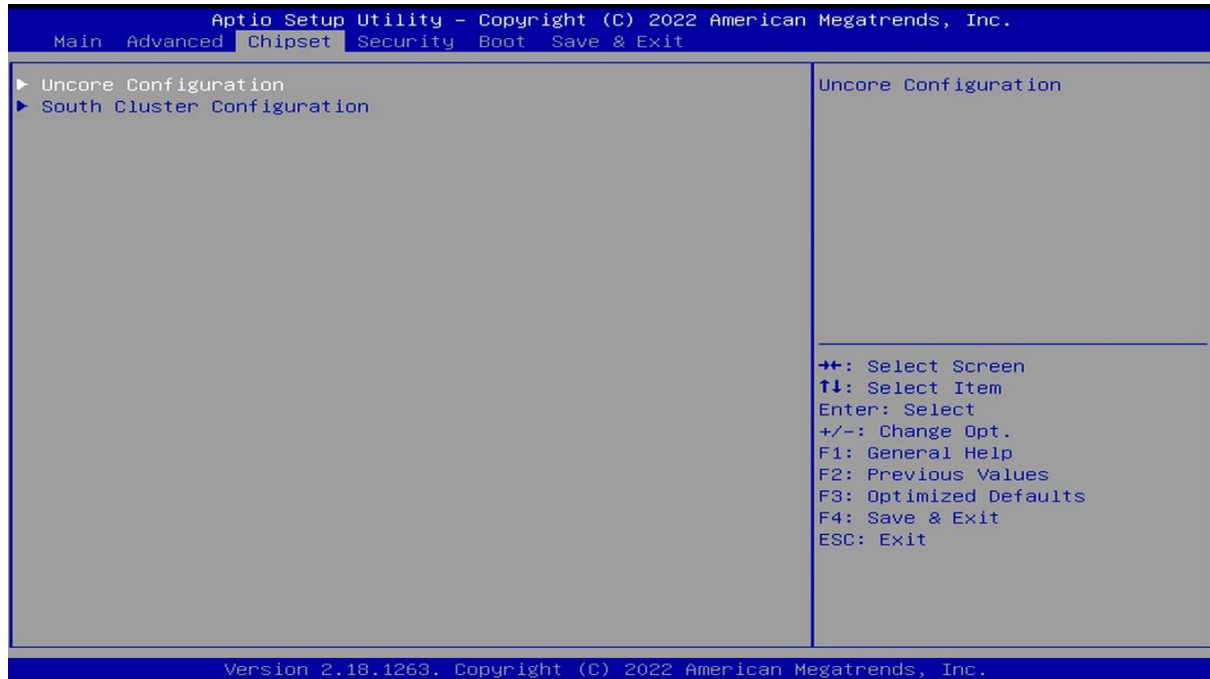 Aptio Setup Utility – Copyright (C) 2022 American Megatrends, Inc.
Main Advanced Chipset Security Boot Save & Exit
► Uncore Configuration
► South Cluster Configuration
Uncore Configuration
→←: Select Screen
↑↓: Select Item
Enter: Select
+/-: Change Opt.
F1: General Help
F2: Previous Values
F3: Optimized Defaults
F4: Save & Exit
ESC: Exit
Version 2.18.1263. Copyright (C) 2022 American Megatrends, Inc.